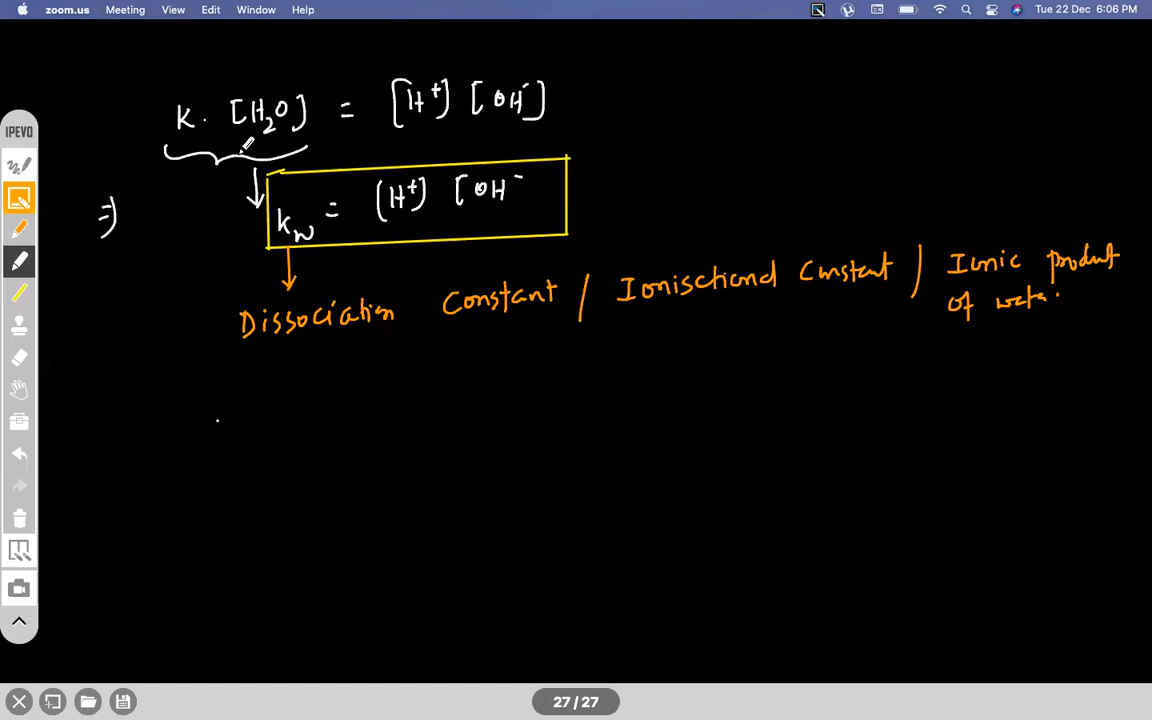 zoom.us Meeting View Edit Window Help Tue 22 Dec 6:06 PM
IPEVO
K · [H₂O] = [H⁺] [OH⁻]
⇒ Kw = [H⁺] [OH⁻
Dissociation Constant / Ionisctional Constant / Ionic product
of water.
27 / 27